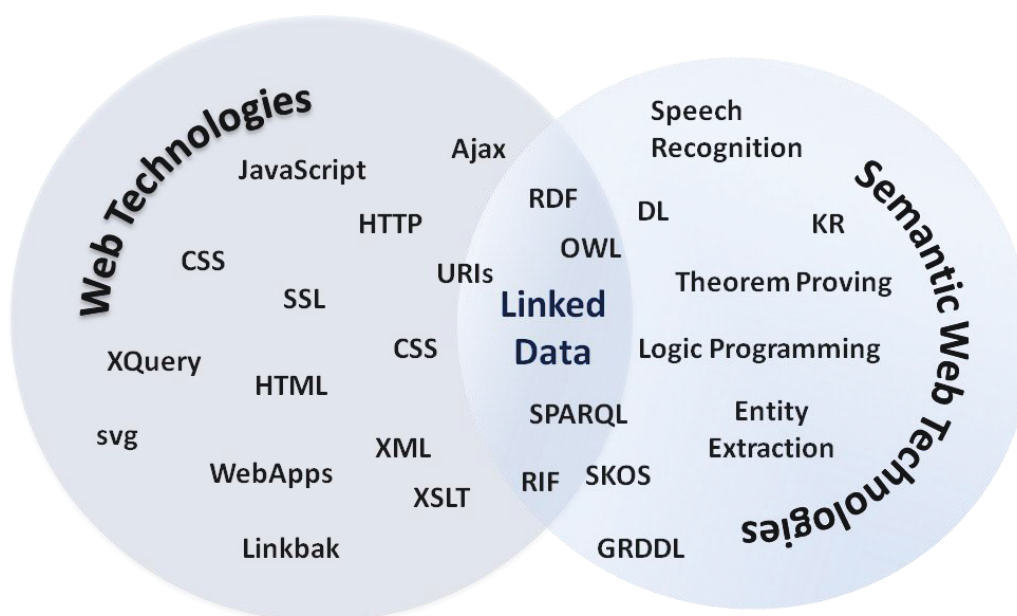 Web Technologies
JavaScript
Ajax
HTTP
CSS
URIs
SSL
CSS
XQuery
HTML
svg
XML
WebApps
XSLT
Linkbak
RDF
OWL
Linked
Data
SPARQL
RIF
SKOS
GRDDL
Speech
Recognition
DL
KR
Theorem Proving
Logic Programming
Entity
Extraction
Semantic Web Technologies